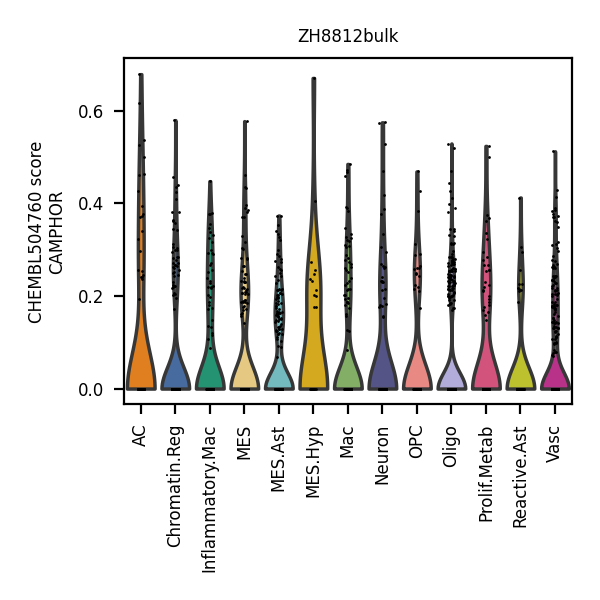 ZH8812bulk
CHEMBL504760 score
CAMPHOR
0.6
0.4
0.2
0.0
AC
Chromatin.Reg
Inflammatory.Mac
MES
MES.Ast
MES.Hyp
Mac
Neuron
OPC
Oligo
Prolif.Metab
Reactive.Ast
Vasc